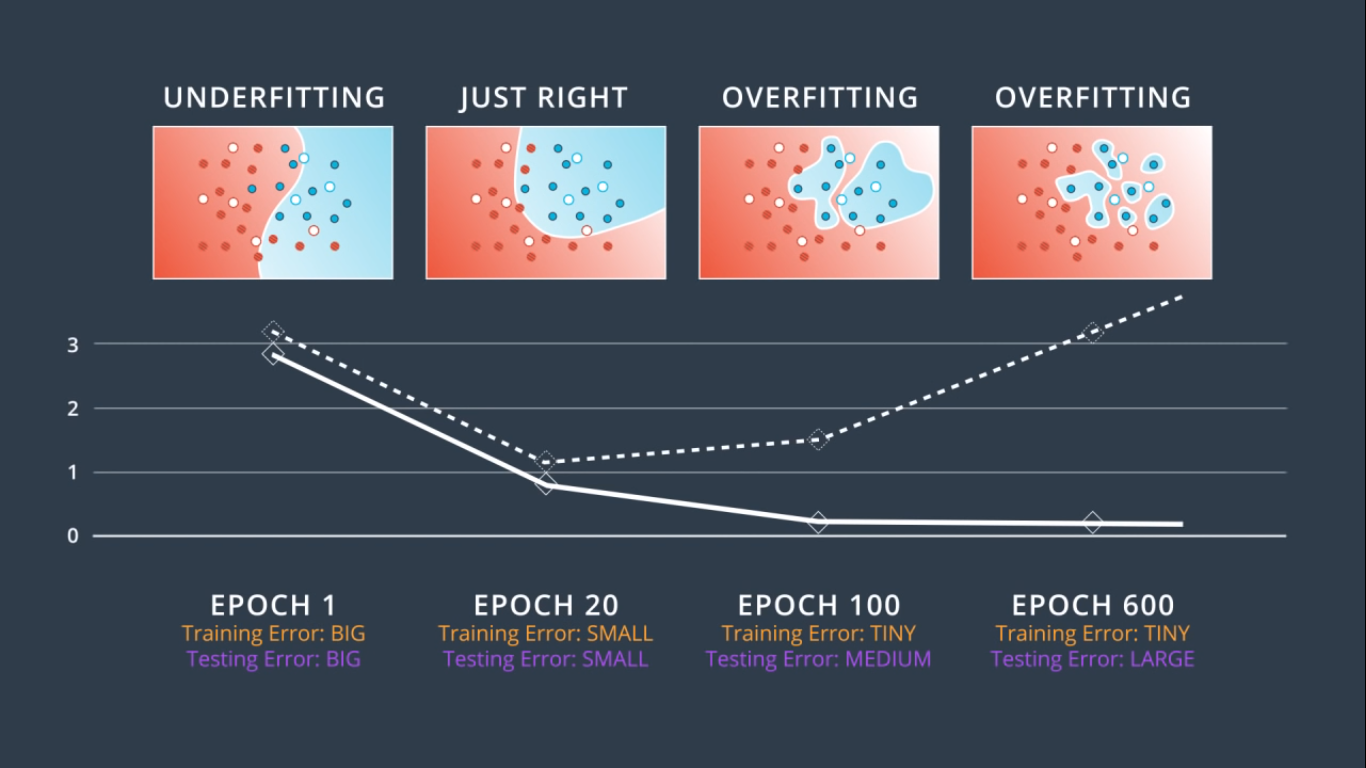 UNDERFITTING
JUST RIGHT
OVERFITTING
OVERFITTING
3
2
1
0
EPOCH 1
Training Error: BIG
Testing Error: BIG
EPOCH 20
Training Error: SMALL
Testing Error: SMALL
EPOCH 100
Training Error: TINY
Testing Error: MEDIUM
EPOCH 600
Training Error: TINY
Testing Error: LARGE